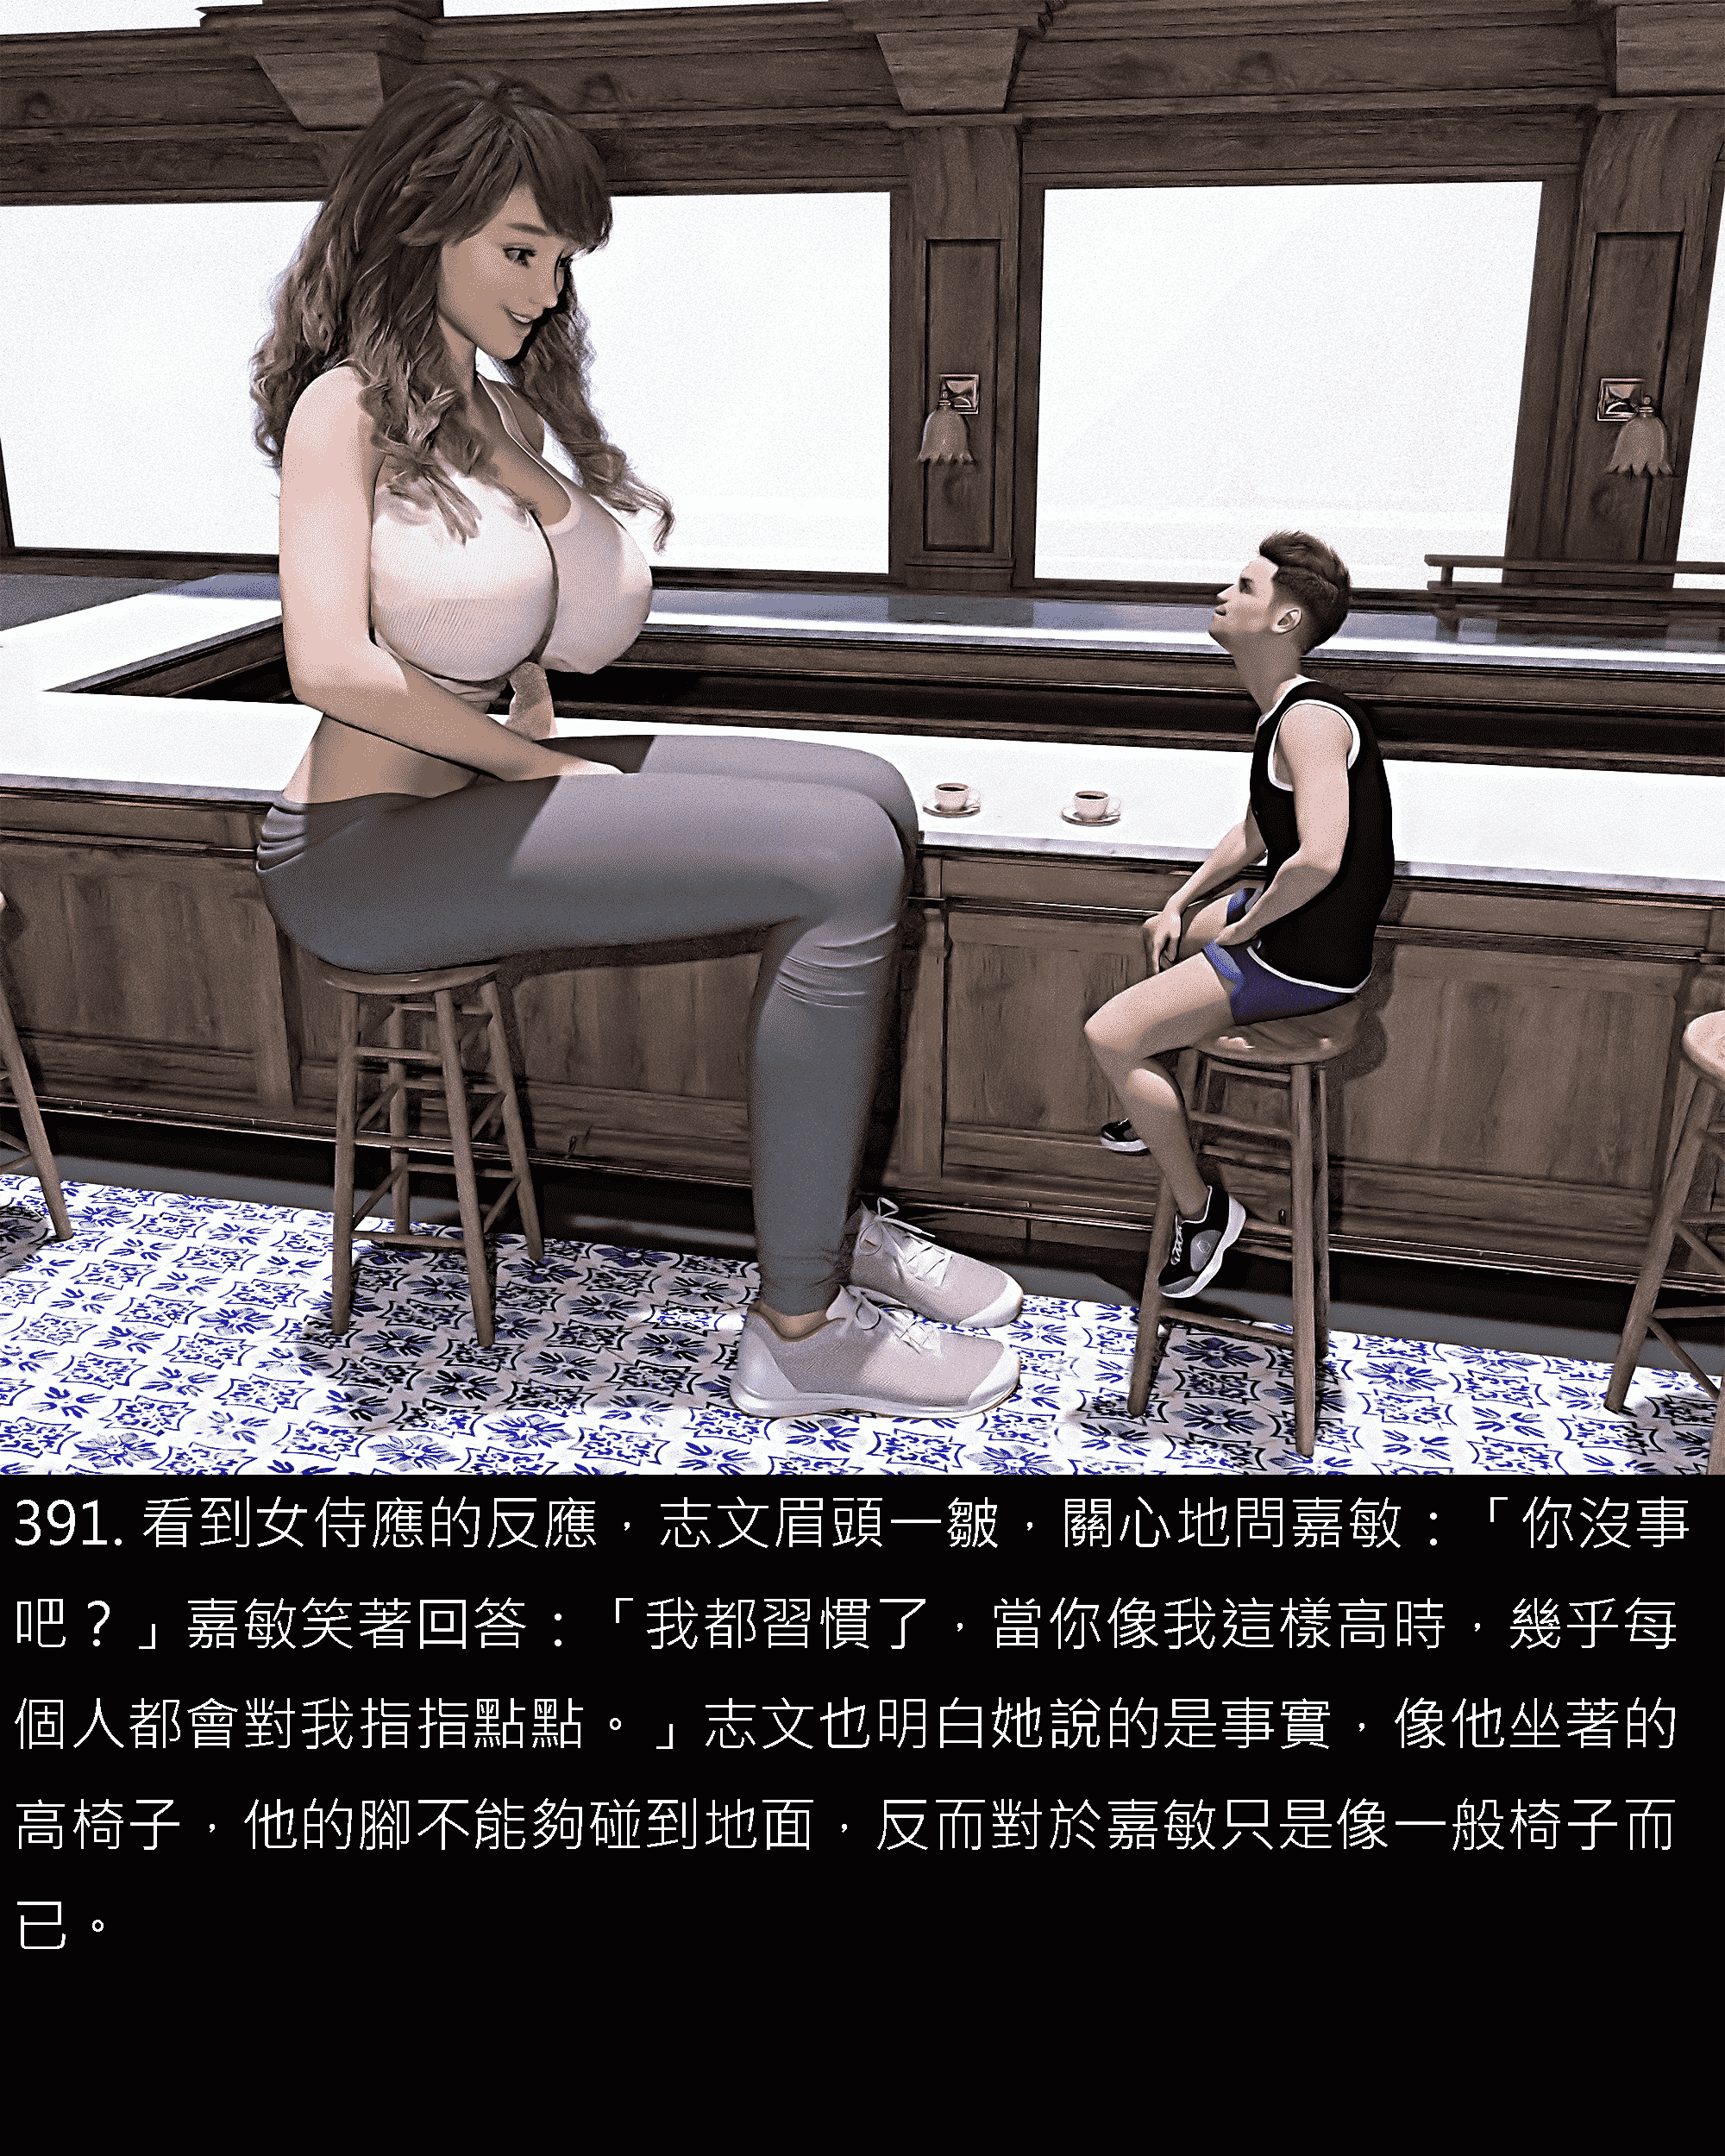 391. 看到女侍應的反應，志文眉頭一皺，關心地問嘉敏：「你沒事
吧？」嘉敏笑著回答：「我都習慣了，當你像我這樣高時，幾乎每
個人都會對我指指點點。」志文也明白她說的是事實，像他坐著的
高椅子，他的腳不能夠碰到地面，反而對於嘉敏只是像一般椅子而
已。